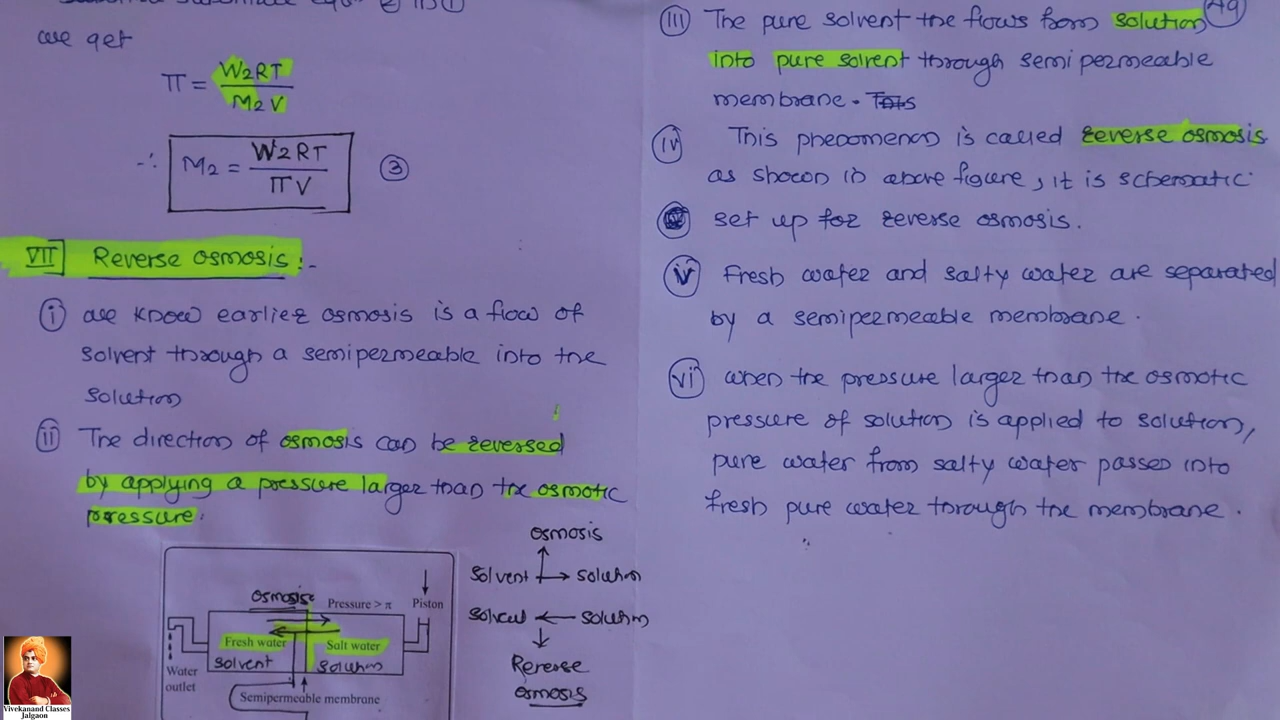 we get
π = W2RT / M2V
∴ M2 = W2RT / πV ③
VII Reverse osmosis :-
i we know earlier osmosis is a flow of
solvent through a semipermeable into the
solution
ii The direction of osmosis can be reversed
by applying a pressure larger than the osmotic
pressure.
osmosis
Pressure > π
Piston
Fresh water
Salt water
solvent
solution
Water
outlet
Semipermeable membrane
osmosis
solvent → solution
solvent ← solution
Reverse
osmosis
49
iii The pure solvent the flows from solution
into pure solvent through semipermeable
membrane.
iv This phenomena is called reverse osmosis
as shown in above figure, it is schematic
set up for reverse osmosis.
v Fresh water and salty water are separated
by a semipermeable membrane.
vi when the pressure larger than the osmotic
pressure of solution is applied to solution,
pure water from salty water passed into
fresh pure water through the membrane.
Vivekanand Classes
Jalgaon